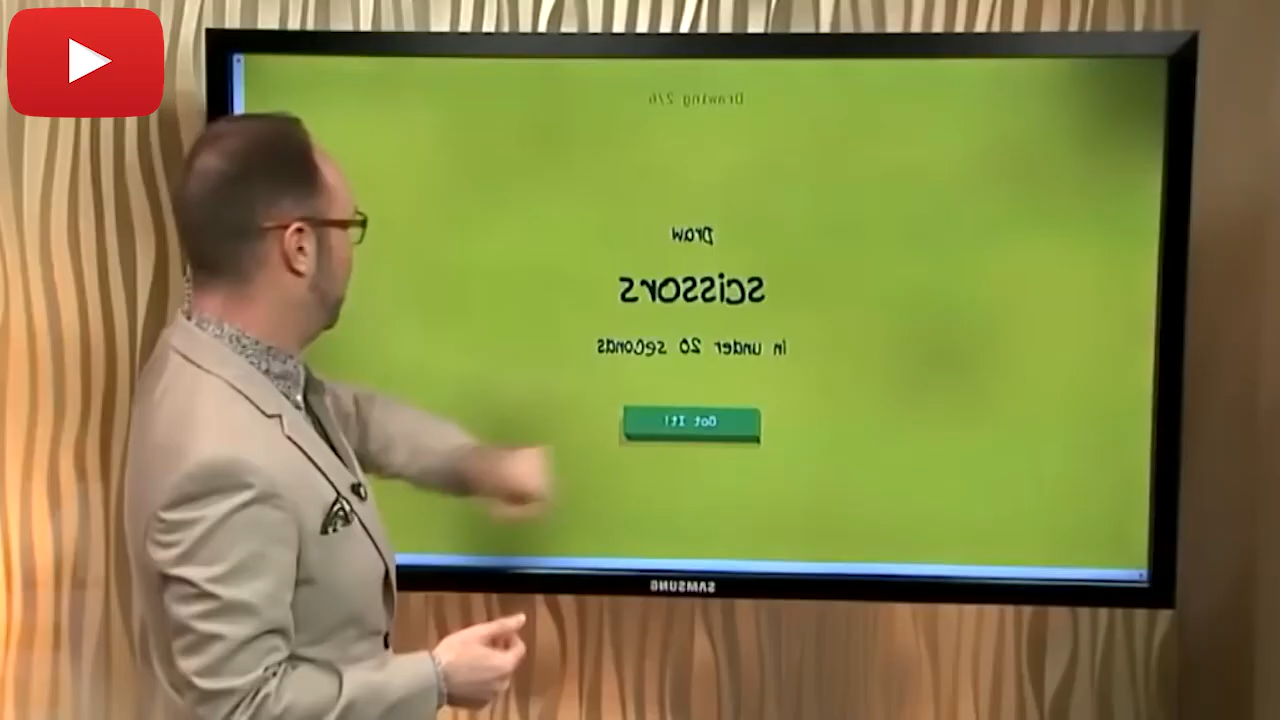 Drawing 2/6
Draw
scissors
in under 20 seconds
Got It!
SAMSUNG